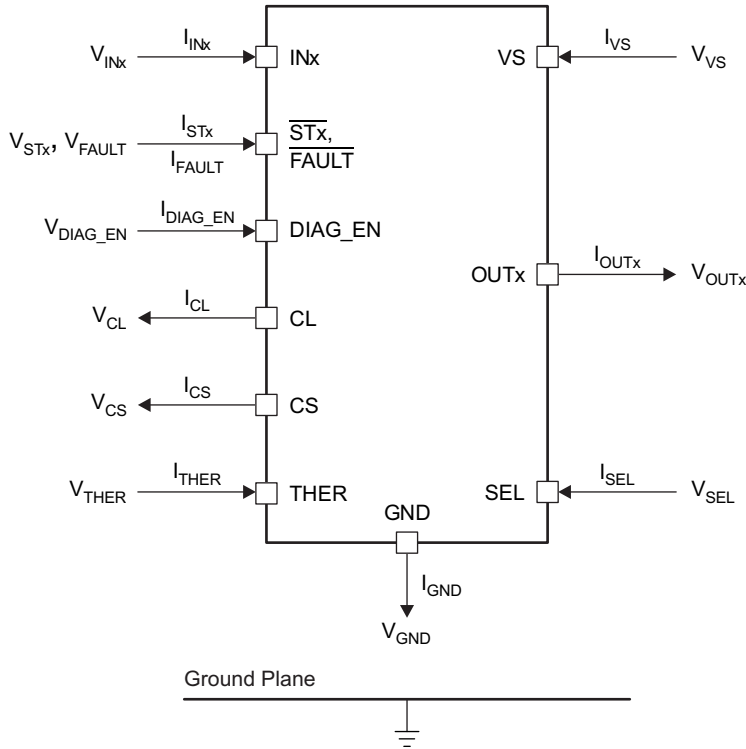 V_INx I_INx INx VS I_VS V_VS
V_STx, V_FAULT I_STx I_FAULT STx,
FAULT
V_DIAG_EN I_DIAG_EN DIAG_EN
OUTx I_OUTx V_OUTx
V_CL I_CL CL
V_CS I_CS CS
V_THER I_THER THER SEL I_SEL V_SEL
GND
I_GND
V_GND
Ground Plane